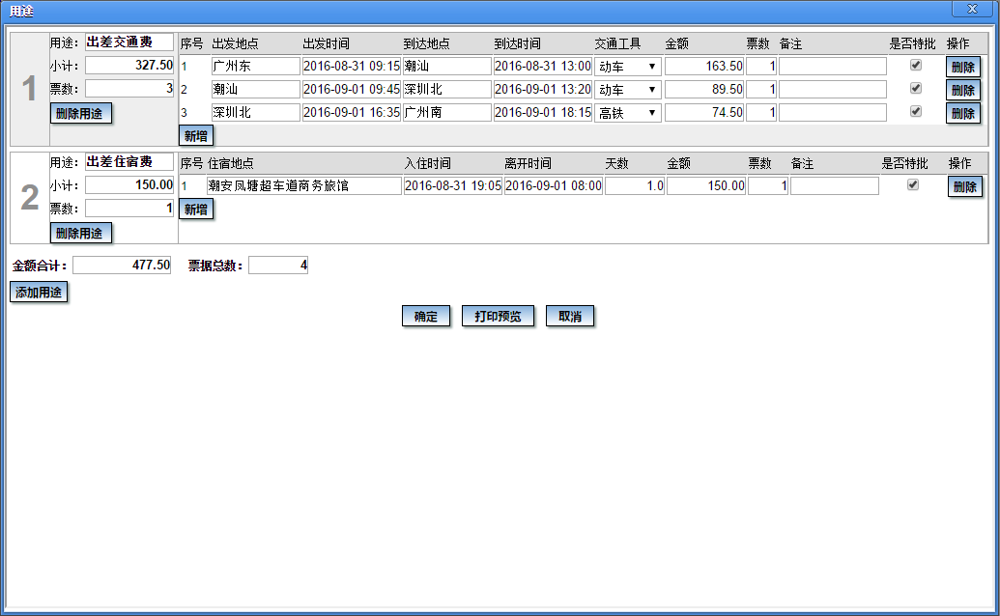 用途
1
用途： 出差交通费
小计： 327.50
票数： 3
删除用途
序号 出发地点 出发时间 到达地点 到达时间 交通工具 金额 票数 备注 是否特批 操作
1 广州东 2016-08-31 09:15 潮汕 2016-08-31 13:00 动车 163.50 1 删除
2 潮汕 2016-09-01 09:45 深圳北 2016-09-01 13:20 动车 89.50 1 删除
3 深圳北 2016-09-01 16:35 广州南 2016-09-01 18:15 高铁 74.50 1 删除
新增
2
用途： 出差住宿费
小计： 150.00
票数： 1
删除用途
序号 住宿地点 入住时间 离开时间 天数 金额 票数 备注 是否特批 操作
1 潮安凤塘超车道商务旅馆 2016-08-31 19:05 2016-09-01 08:00 1.0 150.00 1 删除
新增
金额合计： 477.50 票据总数： 4
添加用途
确定 打印预览 取消